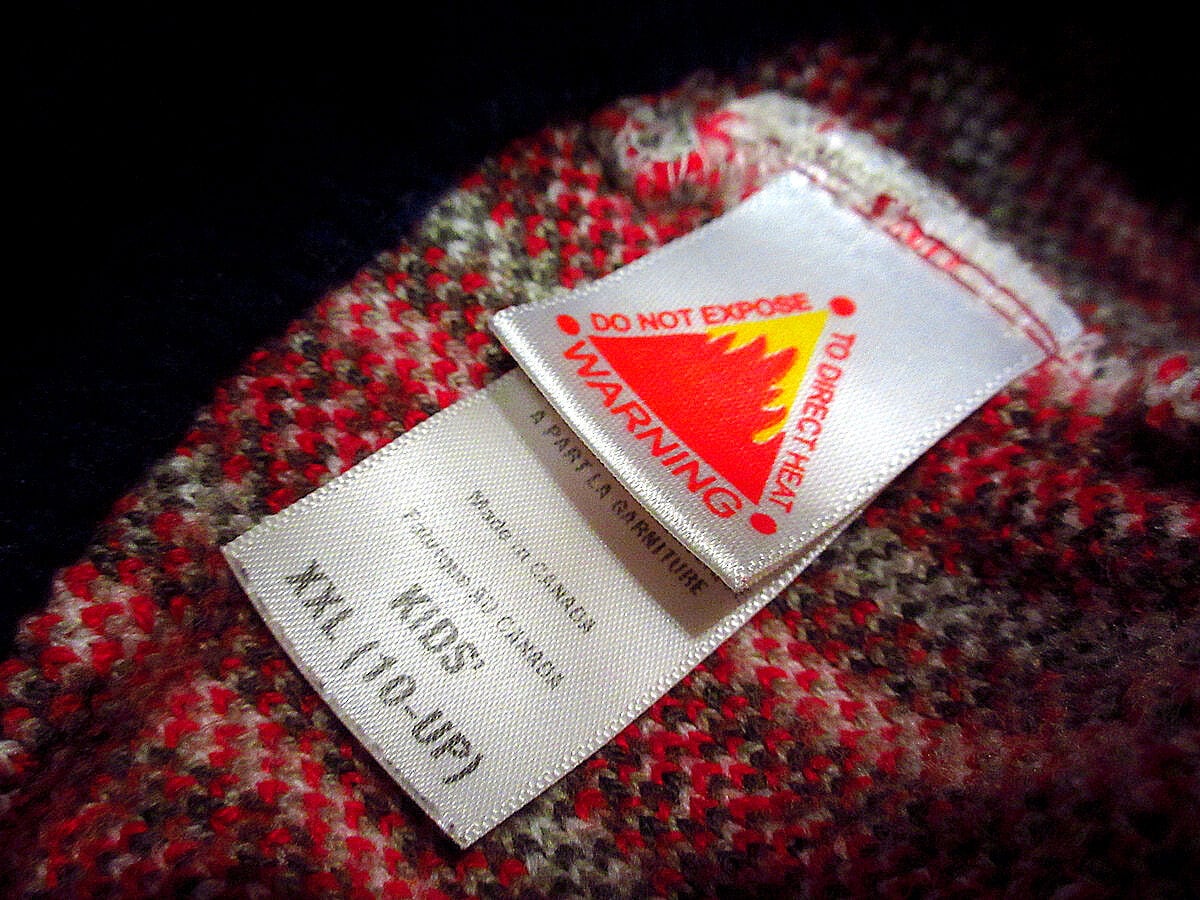 DO NOT EXPOSE
TO DIRECT HEAT
WARNING
A PART LA GARNITURE
Made in CANADA
Fabrique AU CANADA
KIDS'
XXL (10-UP)